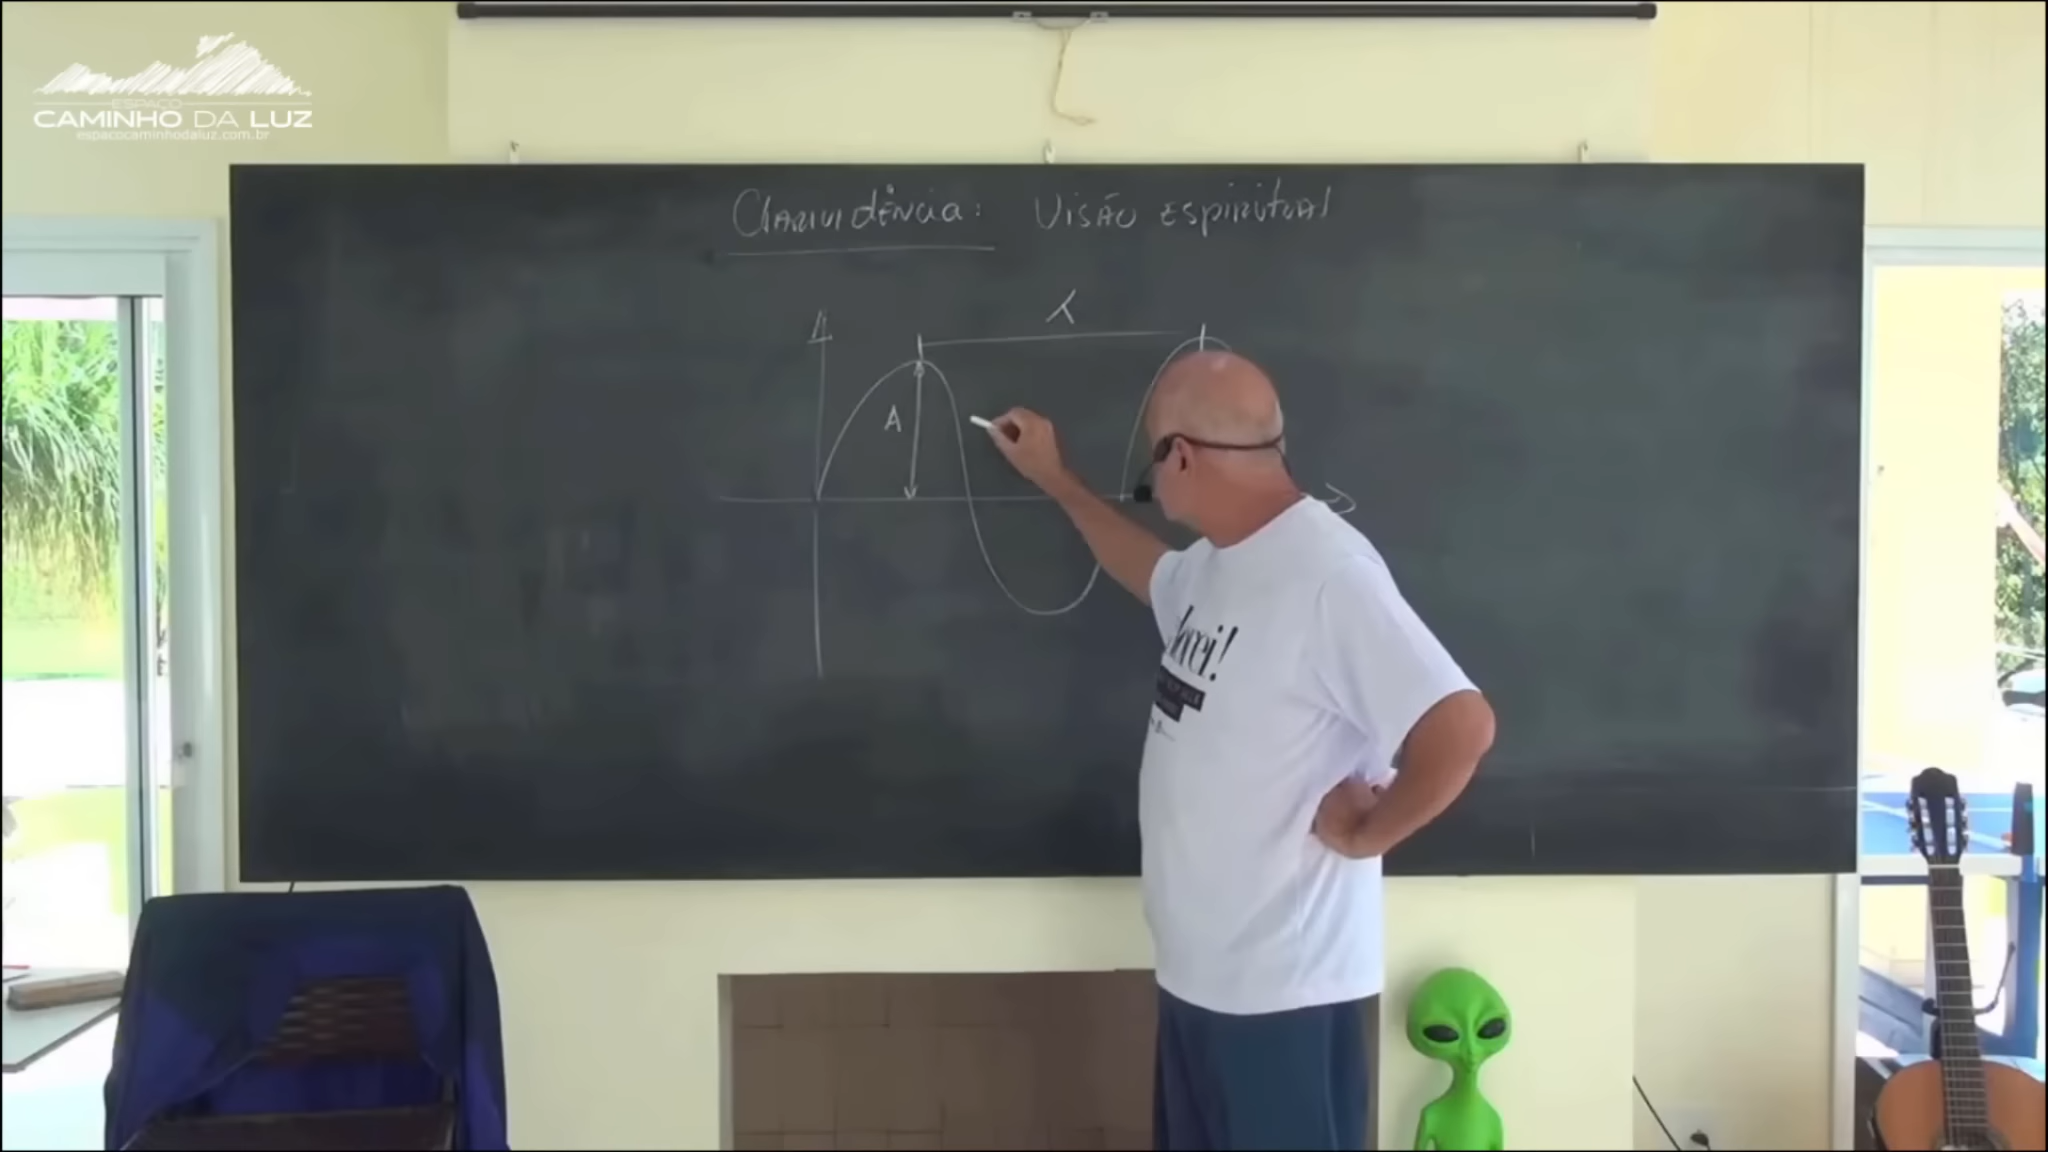 ESPAÇO
CAMINHO DA LUZ
espacocaminhodaluz.com.br
Clarividência: Visão espiritual
λ
A